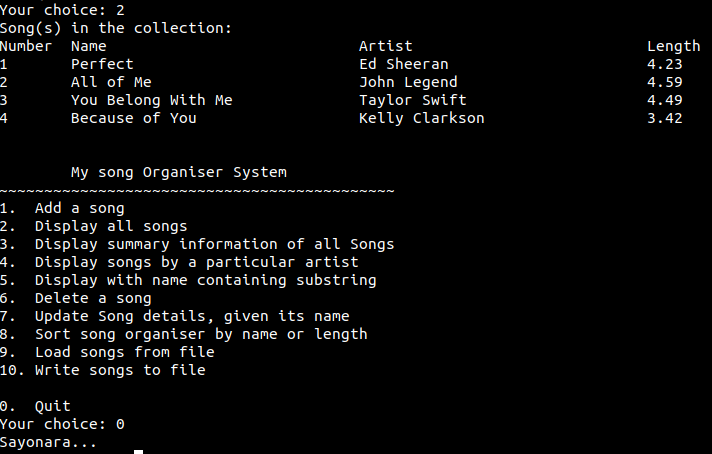 Your choice: 2
Song(s) in the collection:
Number  Name                            Artist                          Length
1       Perfect                         Ed Sheeran                      4.23
2       All of Me                       John Legend                     4.59
3       You Belong With Me              Taylor Swift                    4.49
4       Because of You                  Kelly Clarkson                  3.42
        My song Organiser System
~~~~~~~~~~~~~~~~~~~~~~~~~~~~~~~~~~~~~~~~~~~~
1.  Add a song
2.  Display all songs
3.  Display summary information of all Songs
4.  Display songs by a particular artist
5.  Display with name containing substring
6.  Delete a song
7.  Update Song details, given its name
8.  Sort song organiser by name or length
9.  Load songs from file
10. Write songs to file
0.  Quit
Your choice: 0
Sayonara...